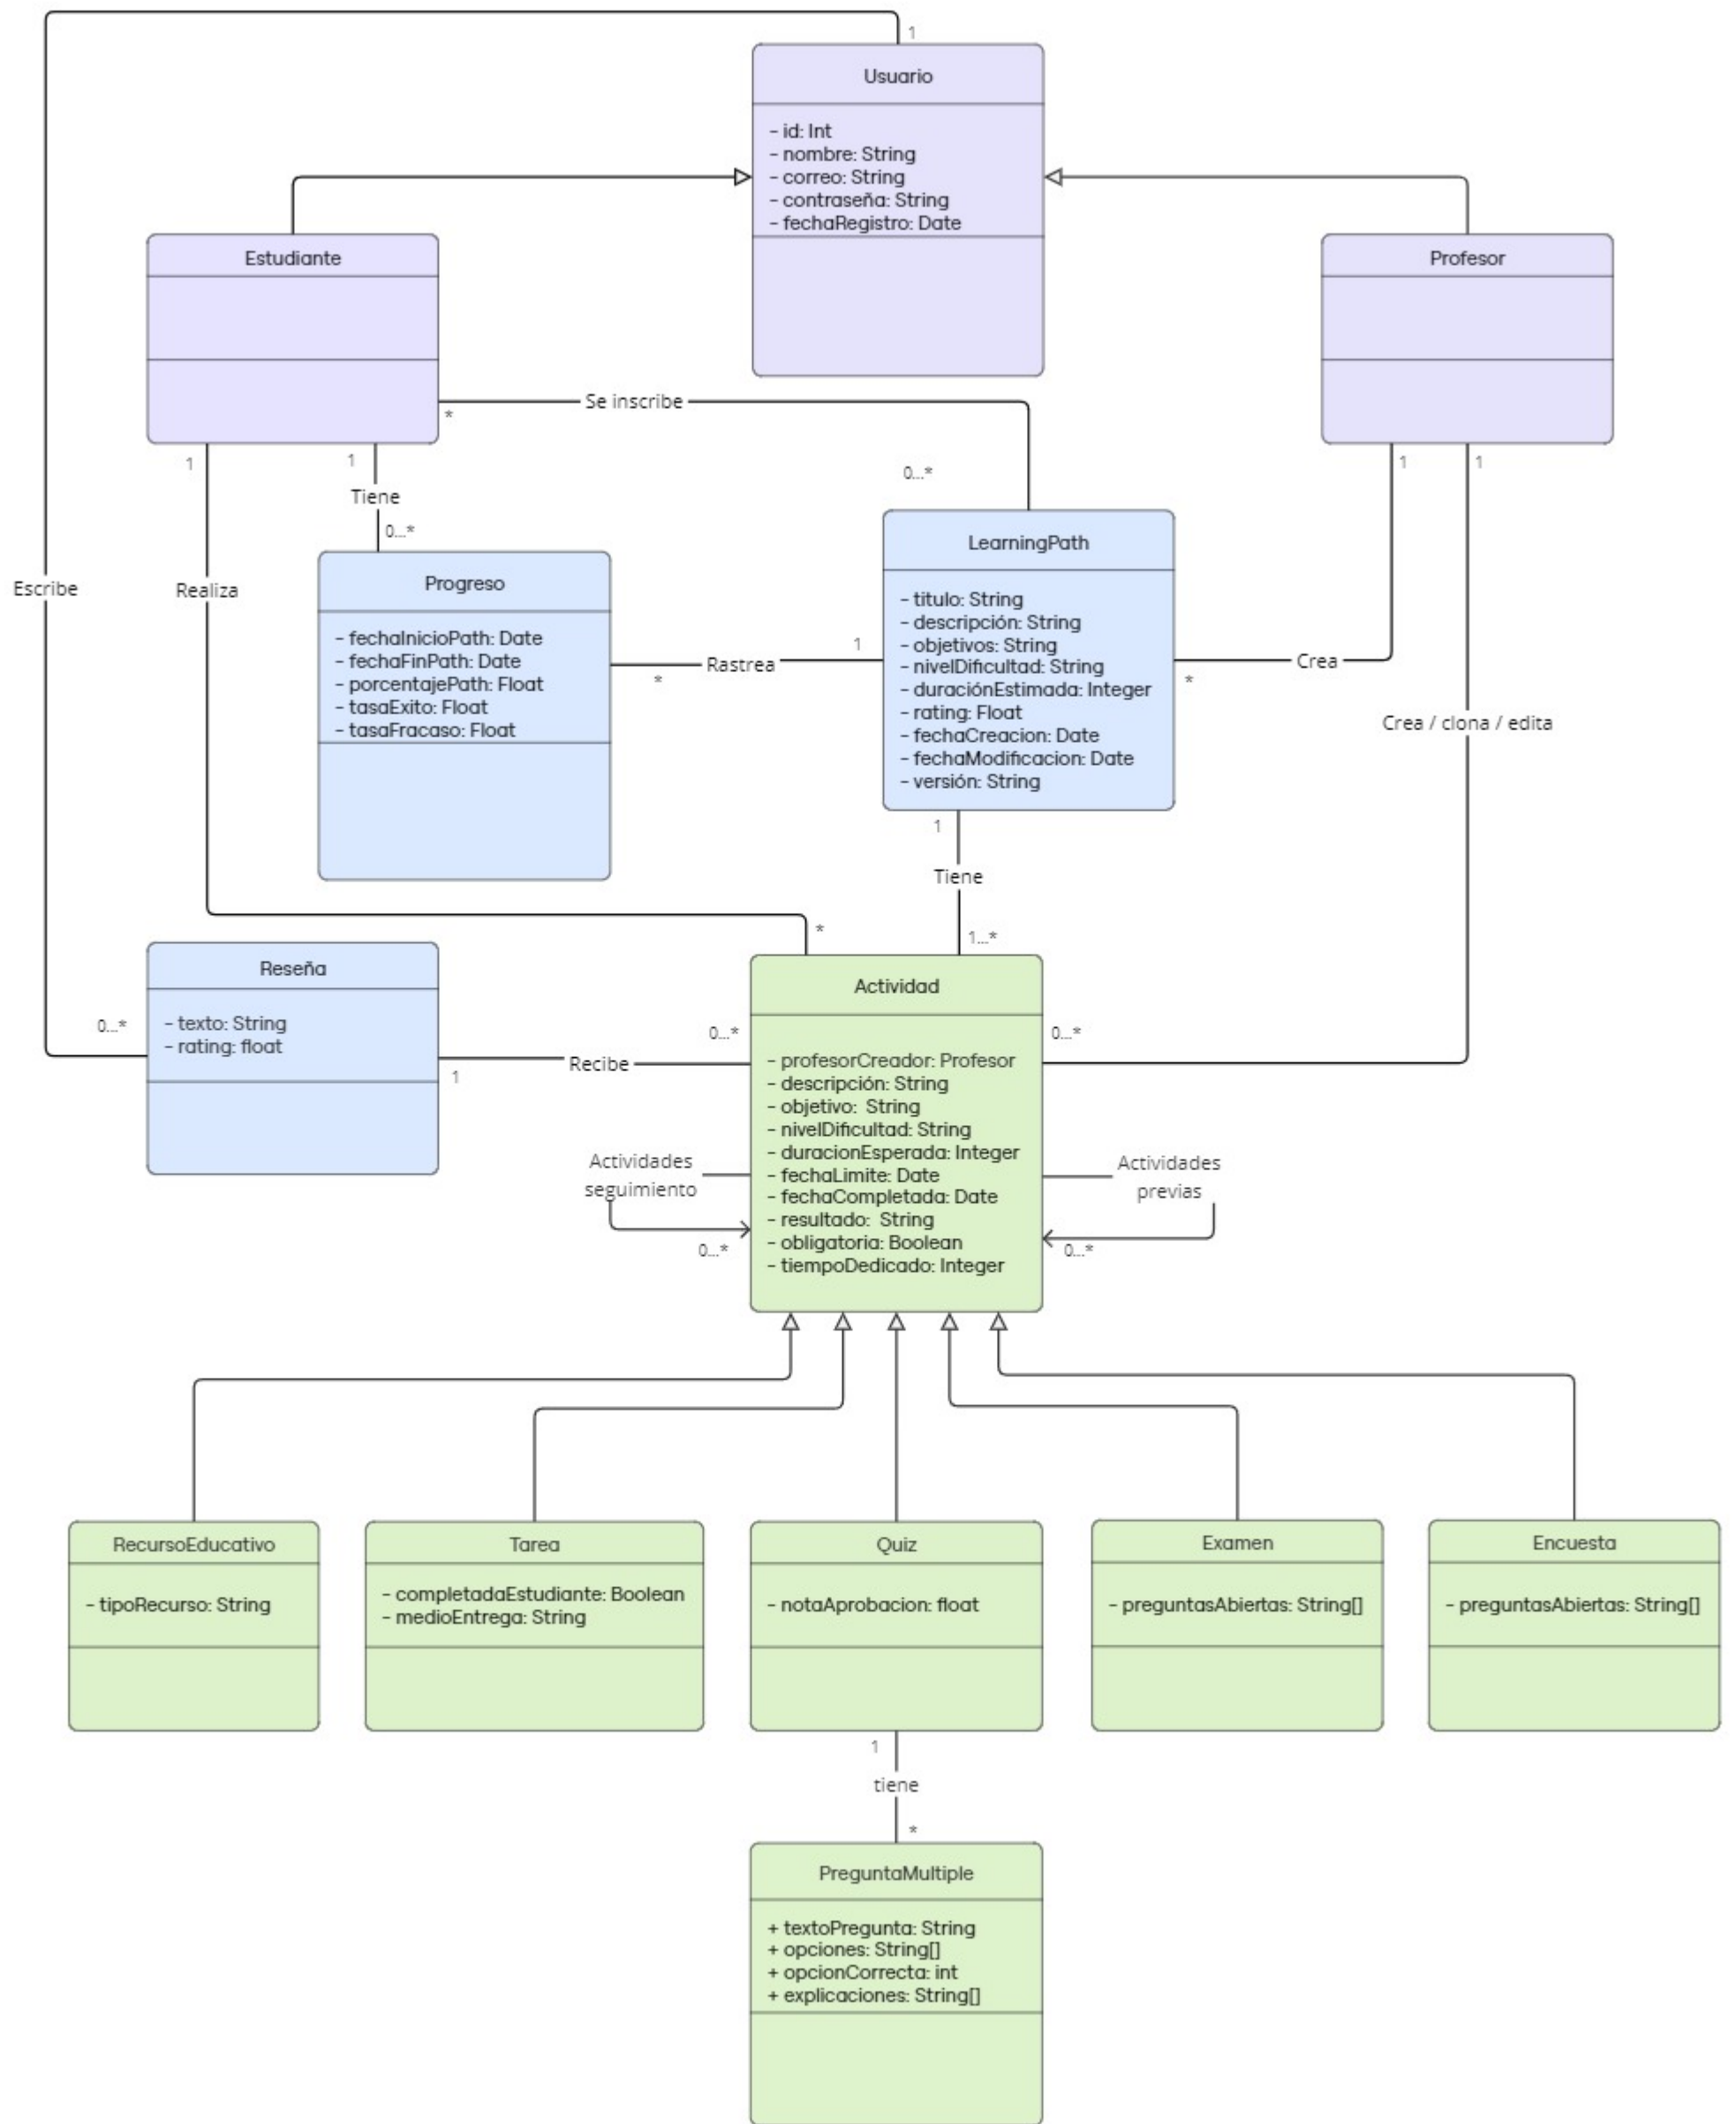 1
Usuario
- id: Int
- nombre: String
- correo: String
- contraseña: String
- fechaRegistro: Date
Estudiante
Profesor
*
Se inscribe
0...*
1
1
1
1
Tiene
0...*
Escribe
Realiza
Progreso
- fechaInicioPath: Date
- fechaFinPath: Date
- porcentajePath: Float
- tasaExito: Float
- tasaFracaso: Float
*
Rastrea
1
LearningPath
- titulo: String
- descripción: String
- objetivos: String
- nivelDificultad: String
- duraciónEstimada: Integer
- rating: Float
- fechaCreacion: Date
- fechaModificacion: Date
- versión: String
*
Crea
Crea / clona / edita
1
Tiene
*
1...*
Reseña
- texto: String
- rating: float
0...*
1
Recibe
0...*
0...*
Actividad
- profesorCreador: Profesor
- descripción: String
- objetivo:  String
- nivelDificultad: String
- duracionEsperada: Integer
- fechaLimite: Date
- fechaCompletada: Date
- resultado:  String
- obligatoria: Boolean
- tiempoDedicado: Integer
Actividades
seguimiento
0...*
Actividades
previas
0...*
RecursoEducativo
- tipoRecurso: String
Tarea
- completadaEstudiante: Boolean
- medioEntrega: String
Quiz
- notaAprobacion: float
Examen
- preguntasAbiertas: String[]
Encuesta
- preguntasAbiertas: String[]
1
tiene
*
PreguntaMultiple
+ textoPregunta: String
+ opciones: String[]
+ opcionCorrecta: int
+ explicaciones: String[]